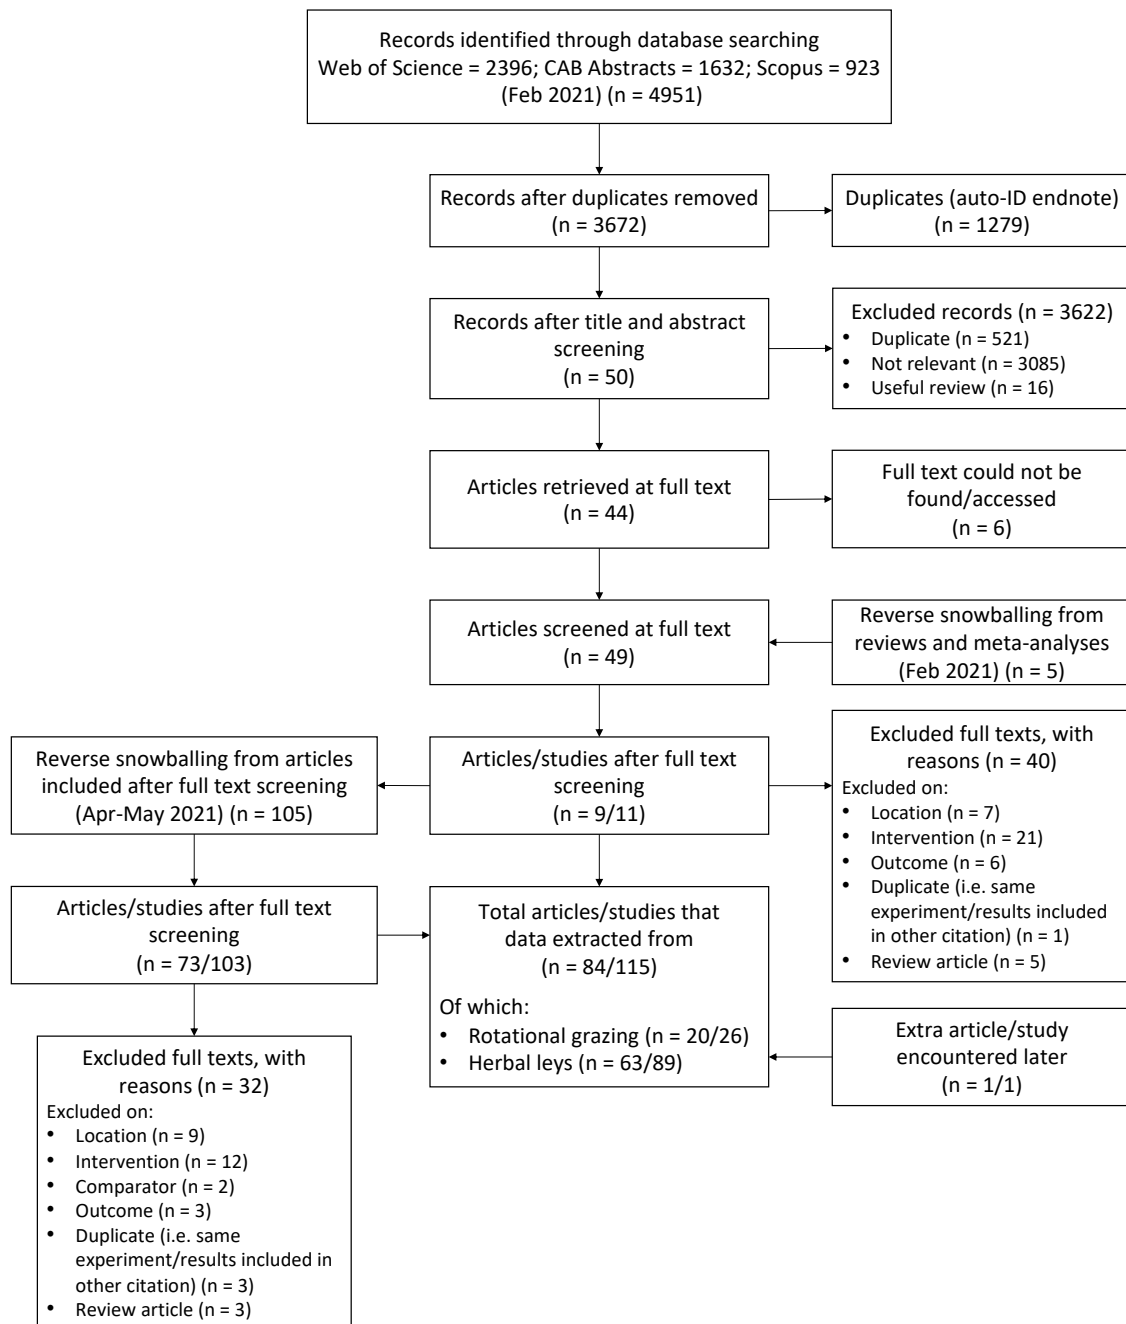 Records identified through database searching
Web of Science = 2396; CAB Abstracts = 1632; Scopus = 923
(Feb 2021) (n = 4951)
Records after duplicates removed
(n = 3672)
Duplicates (auto-ID endnote)
(n = 1279)
Records after title and abstract
screening
(n = 50)
Excluded records (n = 3622)
• Duplicate (n = 521)
• Not relevant (n = 3085)
• Useful review (n = 16)
Articles retrieved at full text
(n = 44)
Full text could not be
found/accessed
(n = 6)
Articles screened at full text
(n = 49)
Reverse snowballing from
reviews and meta-analyses
(Feb 2021) (n = 5)
Reverse snowballing from articles
included after full text screening
(Apr-May 2021) (n = 105)
Articles/studies after full text
screening
(n = 9/11)
Excluded full texts, with
reasons (n = 40)
Excluded on:
• Location (n = 7)
• Intervention (n = 21)
• Outcome (n = 6)
• Duplicate (i.e. same
experiment/results included
in other citation) (n = 1)
• Review article (n = 5)
Articles/studies after full text
screening
(n = 73/103)
Total articles/studies that
data extracted from
(n = 84/115)
Of which:
• Rotational grazing (n = 20/26)
• Herbal leys (n = 63/89)
Extra article/study
encountered later
(n = 1/1)
Excluded full texts, with
reasons (n = 32)
Excluded on:
• Location (n = 9)
• Intervention (n = 12)
• Comparator (n = 2)
• Outcome (n = 3)
• Duplicate (i.e. same
experiment/results included in
other citation) (n = 3)
• Review article (n = 3)